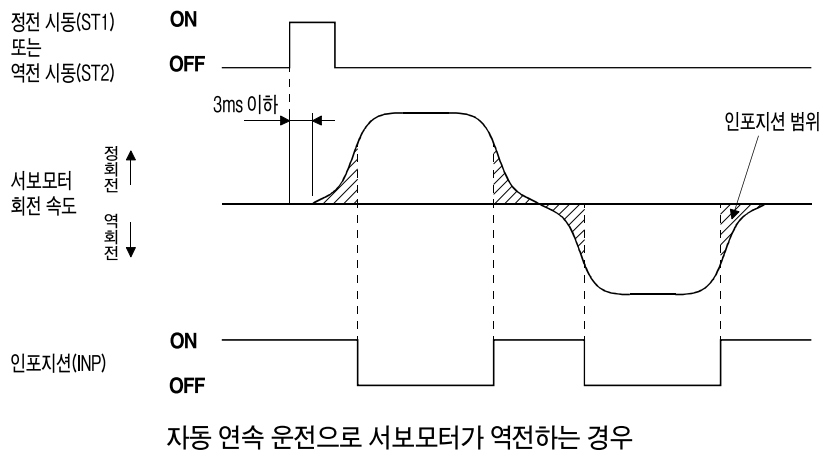 정전 시동(ST1)
또는
역전 시동(ST2)
ON
OFF
3ms 이하
인포지션 범위
서보모터
회전 속도
정회전
역회전
인포지션(INP)
ON
OFF
자동 연속 운전으로 서보모터가 역전하는 경우